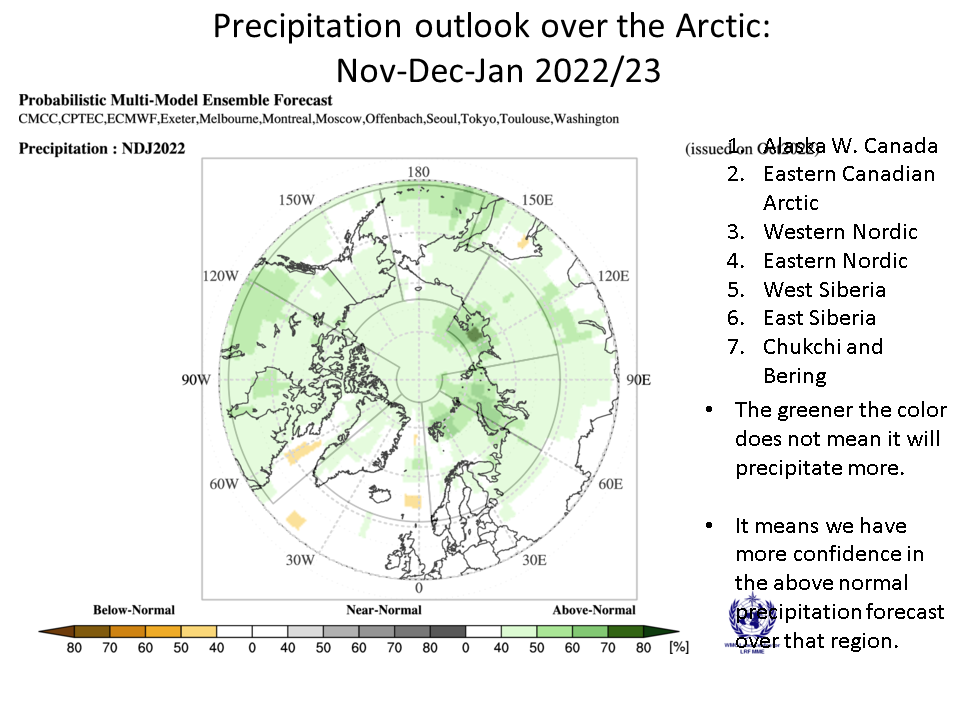 Precipitation outlook over the Arctic:
Nov-Dec-Jan 2022/23
Probabilistic Multi-Model Ensemble Forecast
CMCC,CPTEC,ECMWF,Exeter,Melbourne,Montreal,Moscow,Offenbach,Seoul,Tokyo,Toulouse,Washington
Precipitation : NDJ2022
(issued on Oct2022)
1. Alaska W. Canada
2. Eastern Canadian
Arctic
3. Western Nordic
4. Eastern Nordic
5. West Siberia
6. East Siberia
7. Chukchi and
Bering
• The greener the color
does not mean it will
precipitate more.
• It means we have
more confidence in
the above normal
precipitation forecast
over that region.
180
150W 150E
120W 120E
90W 90E
60W 60E
30W 30E
0
Below-Normal Near-Normal Above-Normal
80 70 60 50 40 0 40 50 60 70 80 0 40 50 60 70 80 [%]
LRF MME